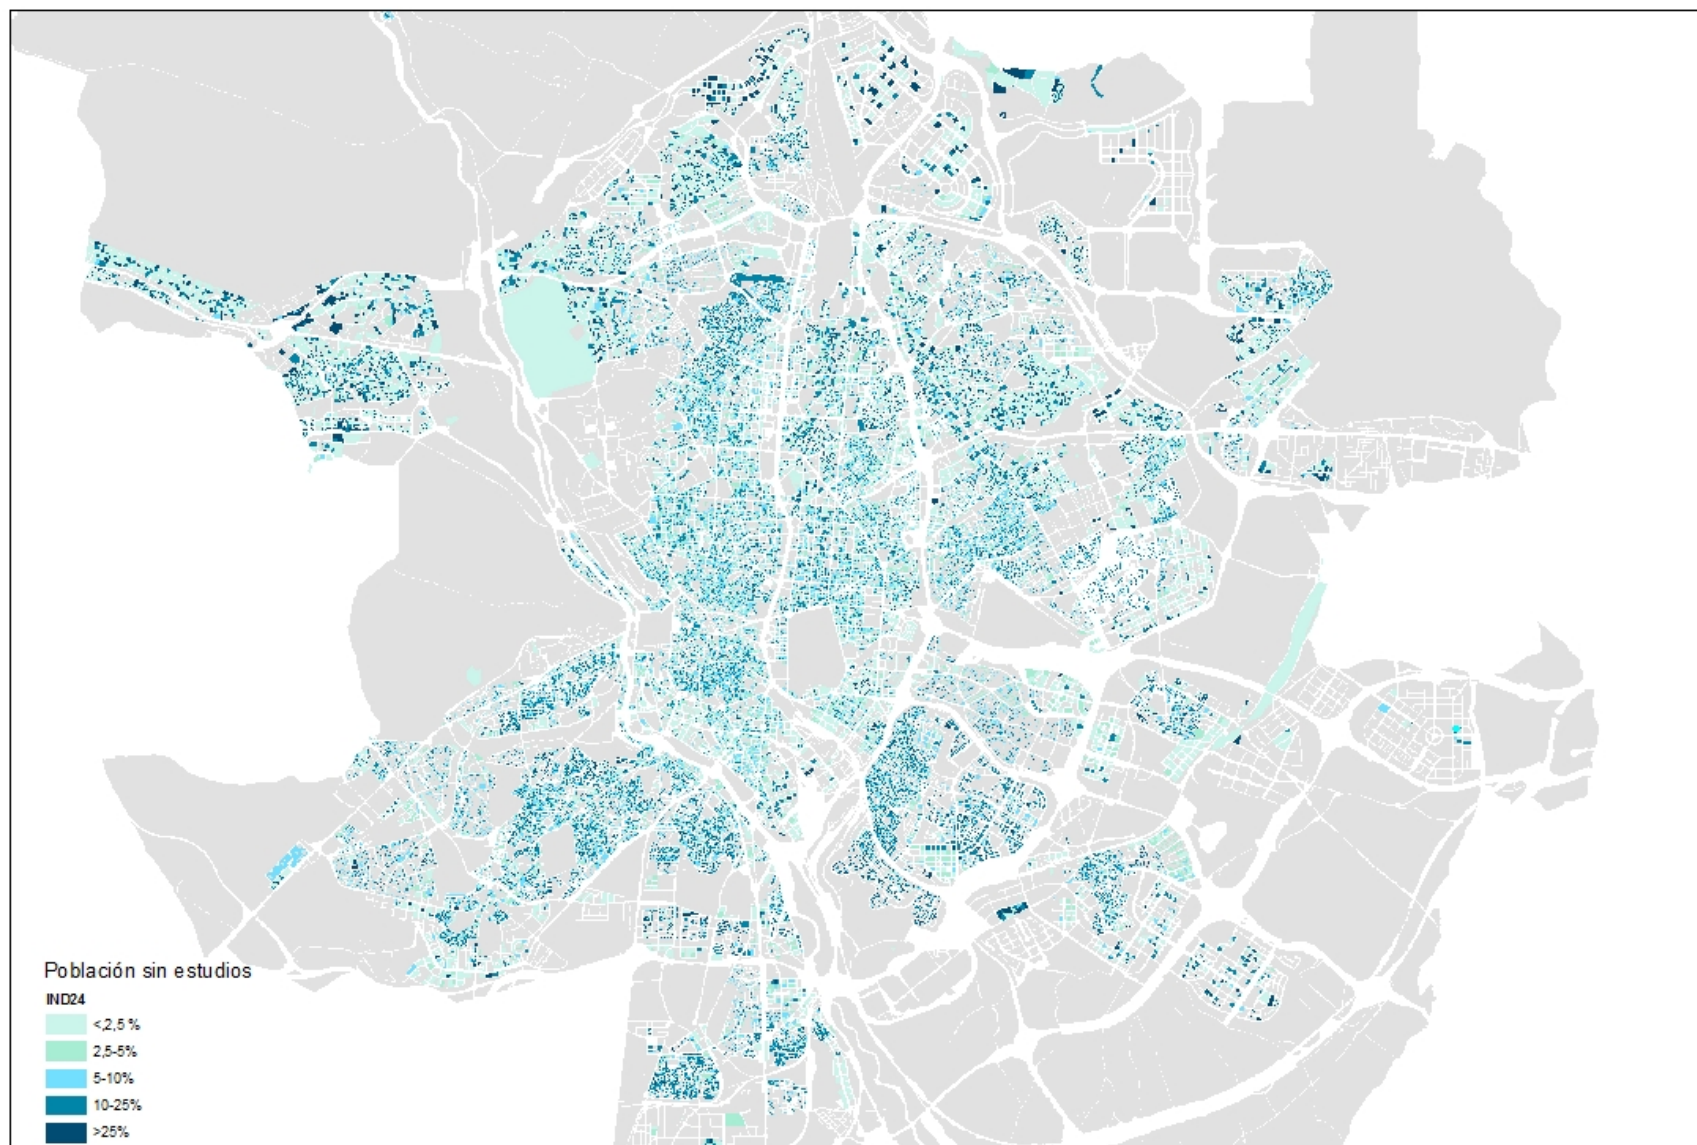 Población sin estudios
IND24
<,2,5 %
2,5-5%
5-10%
10-25%
>25%